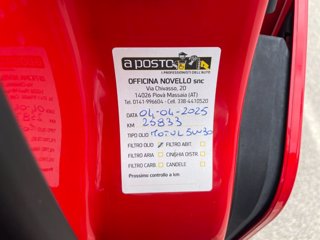 a posto
I PROFESSIONISTI DELL'AUTO
OFFICINA NOVELLO snc
Via Chivasso, 20
14026 Piovà Massaia (AT)
Tel. 0141-996604 - Cell. 338-4410520
DATA 04-04-2025
KM 25833
TIPO OLIO MOTUL 5W30
FILTRO OLIO FILTRO ABIT.
FILTRO ARIA CINGHIA DISTR.
FILTRO CARB. CANDELE
Prossimo controllo a km.